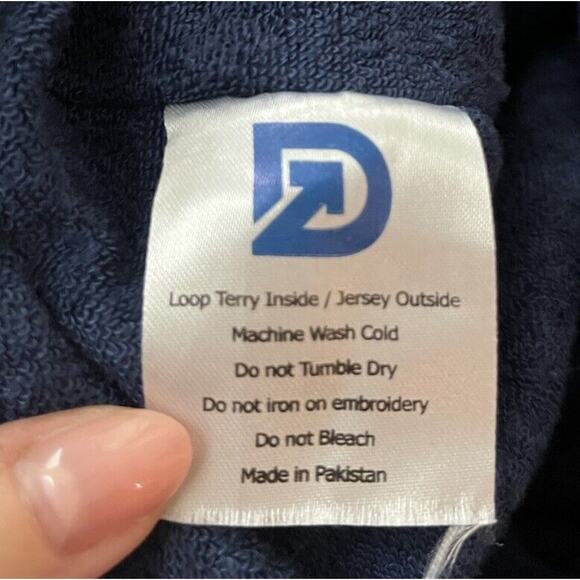 D
Loop Terry Inside / Jersey Outside
Machine Wash Cold
Do not Tumble Dry
Do not iron on embroidery
Do not Bleach
Made in Pakistan